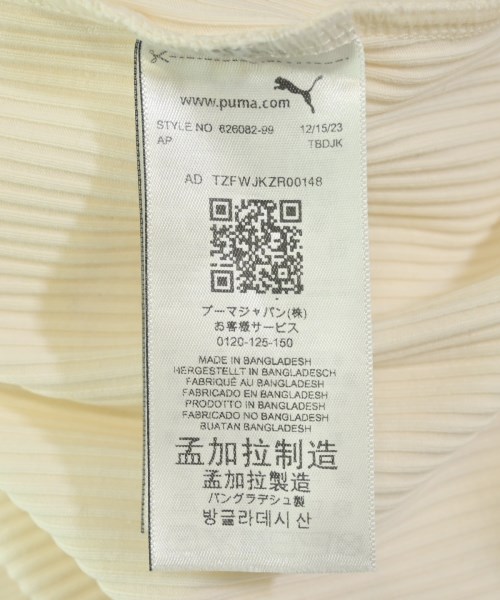 www.puma.com
STYLE NO 626082-99 12/15/23
AP TBDJK
AD TZFWJKZR00148
プーマジャパン(株)
お客様サービス
0120-125-150
MADE IN BANGLADESH
HERGESTELLT IN BANGLADESCH
FABRIQUÉ AU BANGLADESH
FABRICADO EN BANGLADESH
PRODOTTO IN BANGLADESH
FABRICADO NO BANGLADESH
BUATAN BANGLADESH
孟加拉制造
孟加拉製造
バングラデシュ製
방글라데시 산